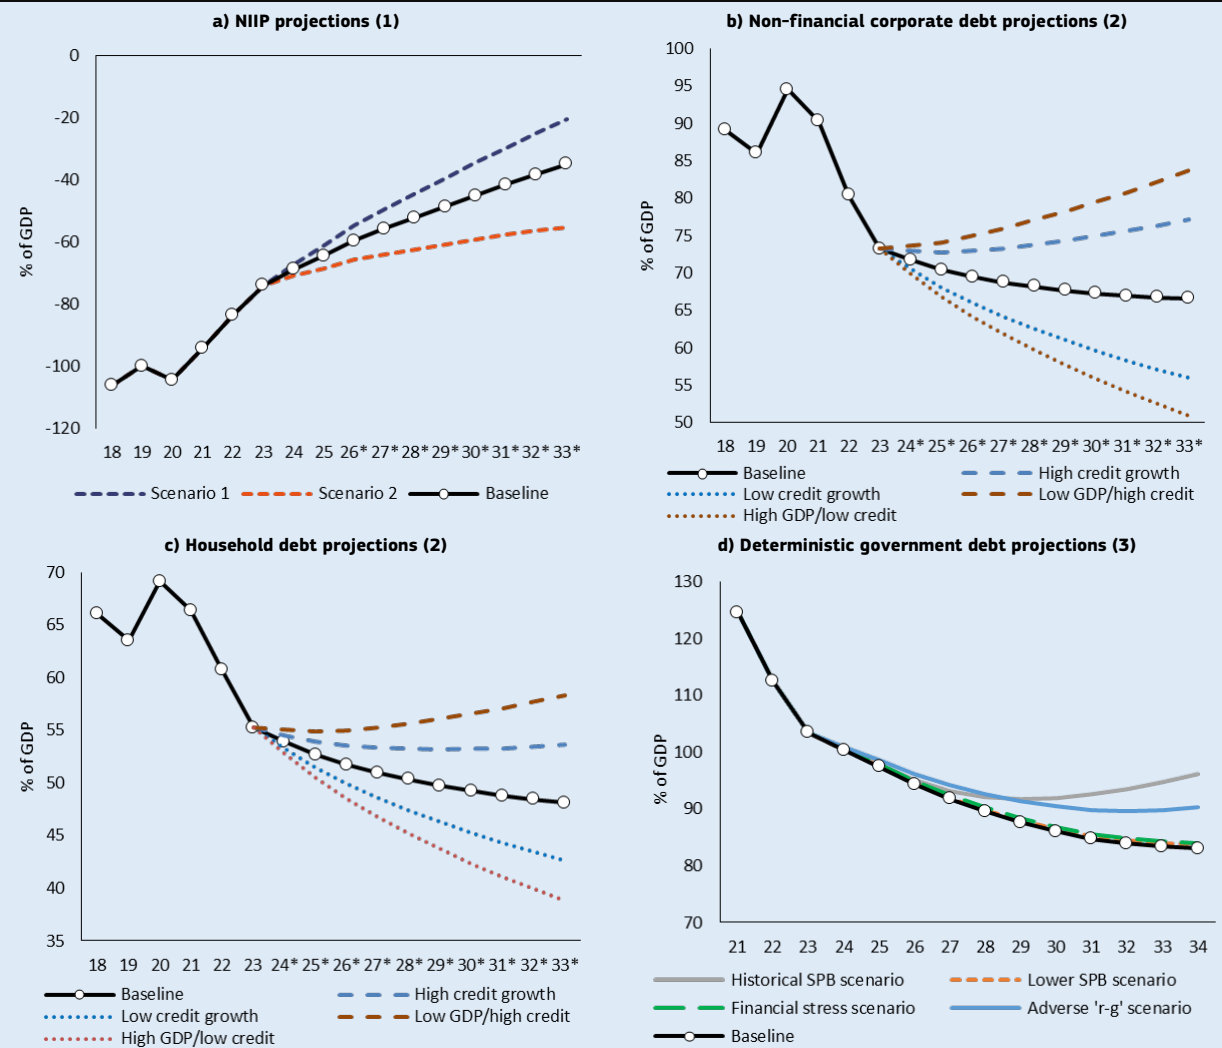 a) NIIP projections (1)
0
-20
-40
-60
-80
-100
-120
% of GDP
18 19 20 21 22 23 24 25 26* 27* 28* 29* 30* 31* 32* 33*
Scenario 1 Scenario 2 Baseline
b) Non-financial corporate debt projections (2)
100
95
90
85
80
75
70
65
60
55
50
% of GDP
18 19 20 21 22 23 24* 25* 26* 27* 28* 29* 30* 31* 32* 33*
Baseline High credit growth
Low credit growth Low GDP/high credit
High GDP/low credit
c) Household debt projections (2)
70
65
60
55
50
45
40
35
% of GDP
18 19 20 21 22 23 24* 25* 26* 27* 28* 29* 30* 31* 32* 33*
Baseline High credit growth
Low credit growth Low GDP/high credit
High GDP/low credit
d) Deterministic government debt projections (3)
130
120
110
100
90
80
70
% of GDP
21 22 23 24 25 26 27 28 29 30 31 32 33 34
Historical SPB scenario Lower SPB scenario
Financial stress scenario Adverse 'r-g' scenario
Baseline